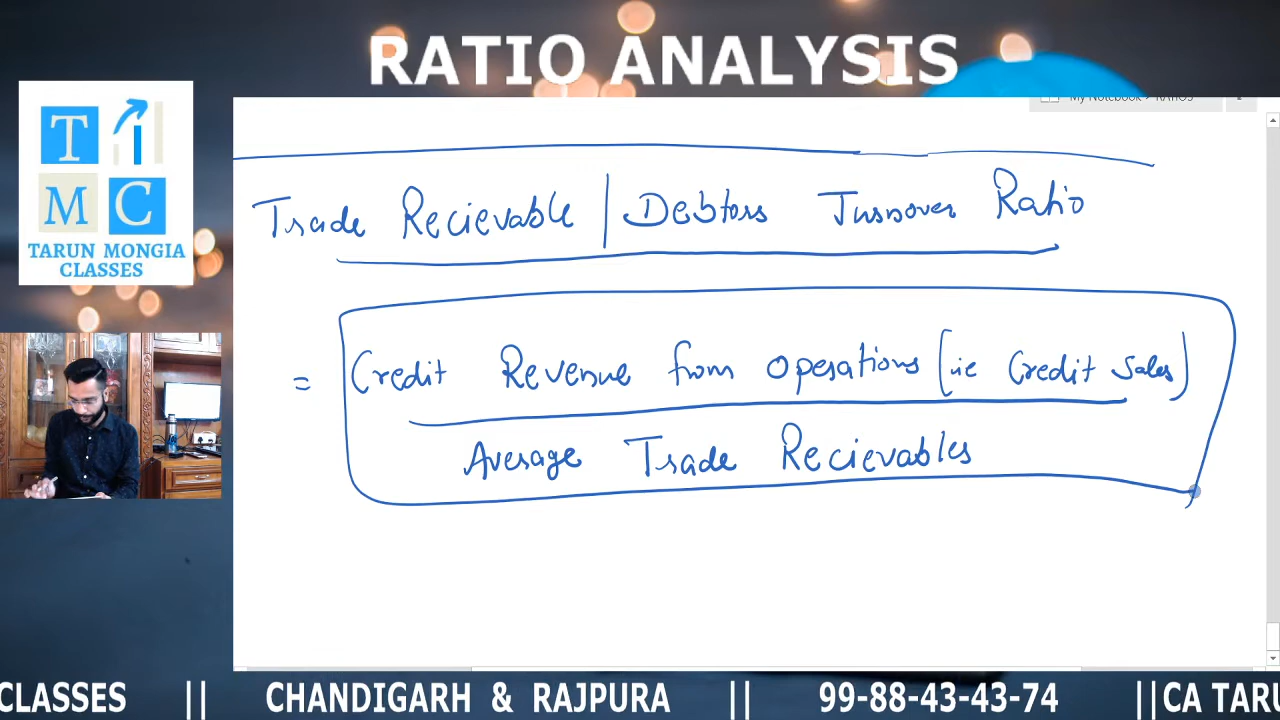 RATIO ANALYSIS
T
M C
TARUN MONGIA
CLASSES
Trade Recievable | Debtors Turnover Ratio
= Credit Revenue from Operations [ie Credit Sales]
Average Trade Recievables
CLASSES || CHANDIGARH & RAJPURA || 99-88-43-43-74 ||CA TARU